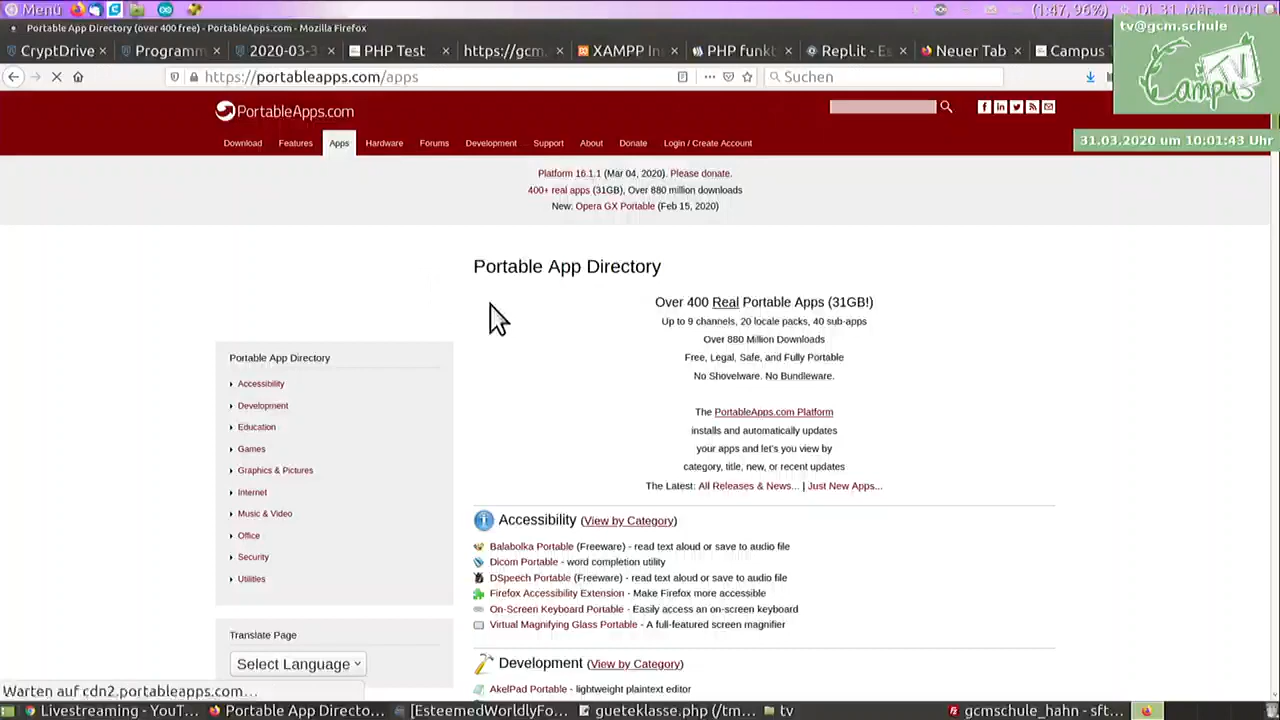 Menü
(1:47, 96%)
Di 31. Mär, 10:01
Portable App Directory (over 400 free) - PortableApps.com - Mozilla Firefox
tv@gcm.schule
CryptDrive
Programm
2020-03-3
PHP Test
https://gcm.
XAMPP In
PHP funk
Repl.it - Es
Neuer Tab
Campus
https://portableapps.com/apps
Suchen
Campus TV
31.03.2020 um 10:01:43 Uhr
PortableApps.com
Download Features Apps Hardware Forums Development Support About Donate Login / Create Account
Platform 16.1.1 (Mar 04, 2020). Please donate.
400+ real apps (31GB), Over 880 million downloads
New: Opera GX Portable (Feb 15, 2020)
Portable App Directory
Over 400 Real Portable Apps (31GB!)
Up to 9 channels, 20 locale packs, 40 sub-apps
Over 880 Million Downloads
Free, Legal, Safe, and Fully Portable
No Shovelware. No Bundleware.
The PortableApps.com Platform
installs and automatically updates
your apps and let's you view by
category, title, new, or recent updates
The Latest: All Releases & News... | Just New Apps...
Portable App Directory
Accessibility
Development
Education
Games
Graphics & Pictures
Internet
Music & Video
Office
Security
Utilities
Translate Page
Select Language
Accessibility (View by Category)
Balabolka Portable (Freeware) - read text aloud or save to audio file
Dicom Portable - word completion utility
DSpeech Portable (Freeware) - read text aloud or save to audio file
Firefox Accessibility Extension - Make Firefox more accessible
On-Screen Keyboard Portable - Easily access an on-screen keyboard
Virtual Magnifying Glass Portable - A full-featured screen magnifier
Development (View by Category)
AkelPad Portable - lightweight plaintext editor
Warten auf cdn2.portableapps.com...
Livestreaming - YouT...
Portable App Directo...
[EsteemedWorldlyFo...
gueteklasse.php (/tm...
tv
gcmschule_hahn - sft...